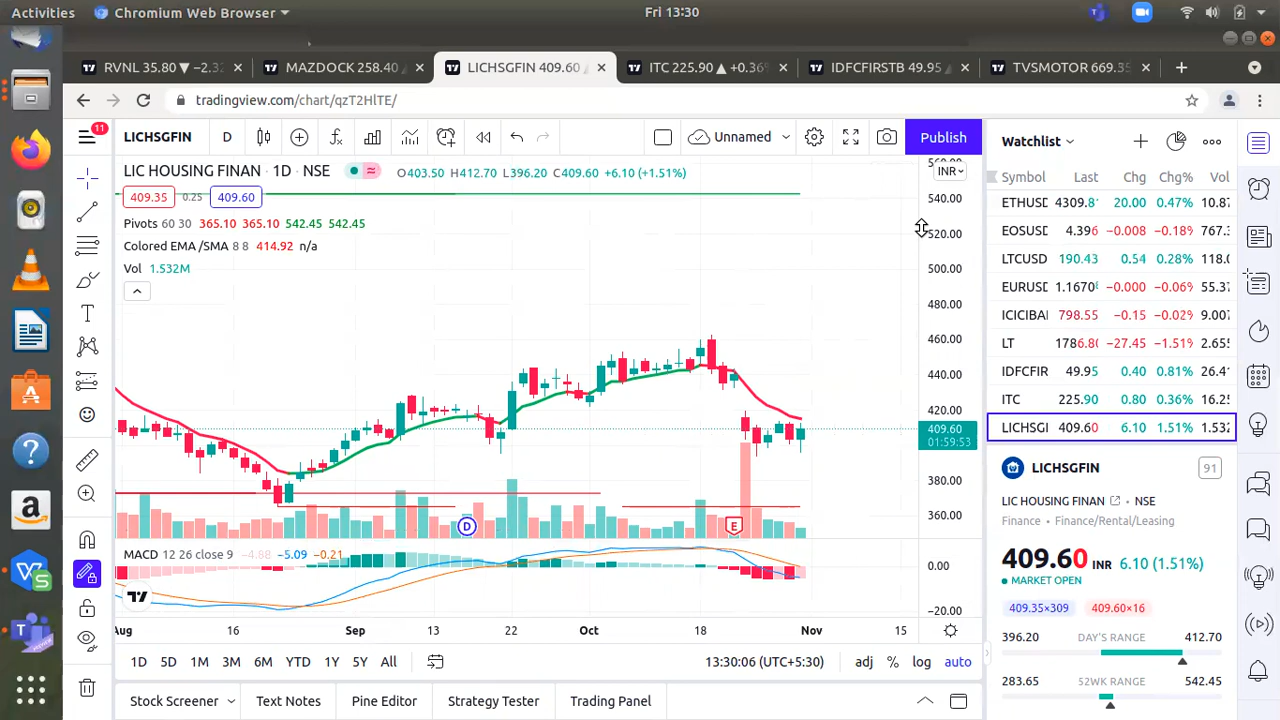 Activities
Chromium Web Browser
Fri 13:30
RVNL 35.80 ▼ −2.3
MAZDOCK 258.40
LICHSGFIN 409.60
ITC 225.90 ▲ +0.36
IDFCFIRSTB 49.95
TVSMOTOR 669.35
tradingview.com/chart/qzT2HlTE/
11
LICHSGFIN
D
Unnamed
Publish
LIC HOUSING FINAN · 1D · NSE
O403.50 H412.70 L396.20 C409.60 +6.10 (+1.51%)
409.35 0.25 409.60
Pivots 60 30 365.10 365.10 542.45 542.45
Colored EMA /SMA 8 8 414.92 n/a
Vol 1.532M
INR
560.00
540.00
520.00
500.00
480.00
460.00
440.00
420.00
409.60
01:59:53
380.00
360.00
D
E
MACD 12 26 close 9 −4.88 −5.09 −0.21
0.00
−20.00
Aug 16 Sep 13 22 Oct 18 Nov 15
1D 5D 1M 3M 6M YTD 1Y 5Y All
13:30:06 (UTC+5:30)
adj % log auto
Stock Screener
Text Notes
Pine Editor
Strategy Tester
Trading Panel
Watchlist
Symbol Last Chg Chg% Vol
ETHUSD 4309.8 20.00 0.47% 10.87
EOSUSD 4.396 −0.008 −0.18% 767.
LTCUSD 190.43 0.54 0.28% 118.
EURUSD 1.1670 −0.000 −0.06% 55.37
ICICIBA 798.55 −0.15 −0.02% 9.007
LT 1786.80 −27.45 −1.51% 2.655
IDFCFIR 49.95 0.40 0.81% 26.4
ITC 225.90 0.80 0.36% 16.25
LICHSGI 409.60 6.10 1.51% 1.532
LICHSGFIN
91
LIC HOUSING FINAN · NSE
Finance · Finance/Rental/Leasing
409.60 INR 6.10 (1.51%)
MARKET OPEN
409.35×309 409.60×16
396.20 DAY'S RANGE 412.70
283.65 52WK RANGE 542.45